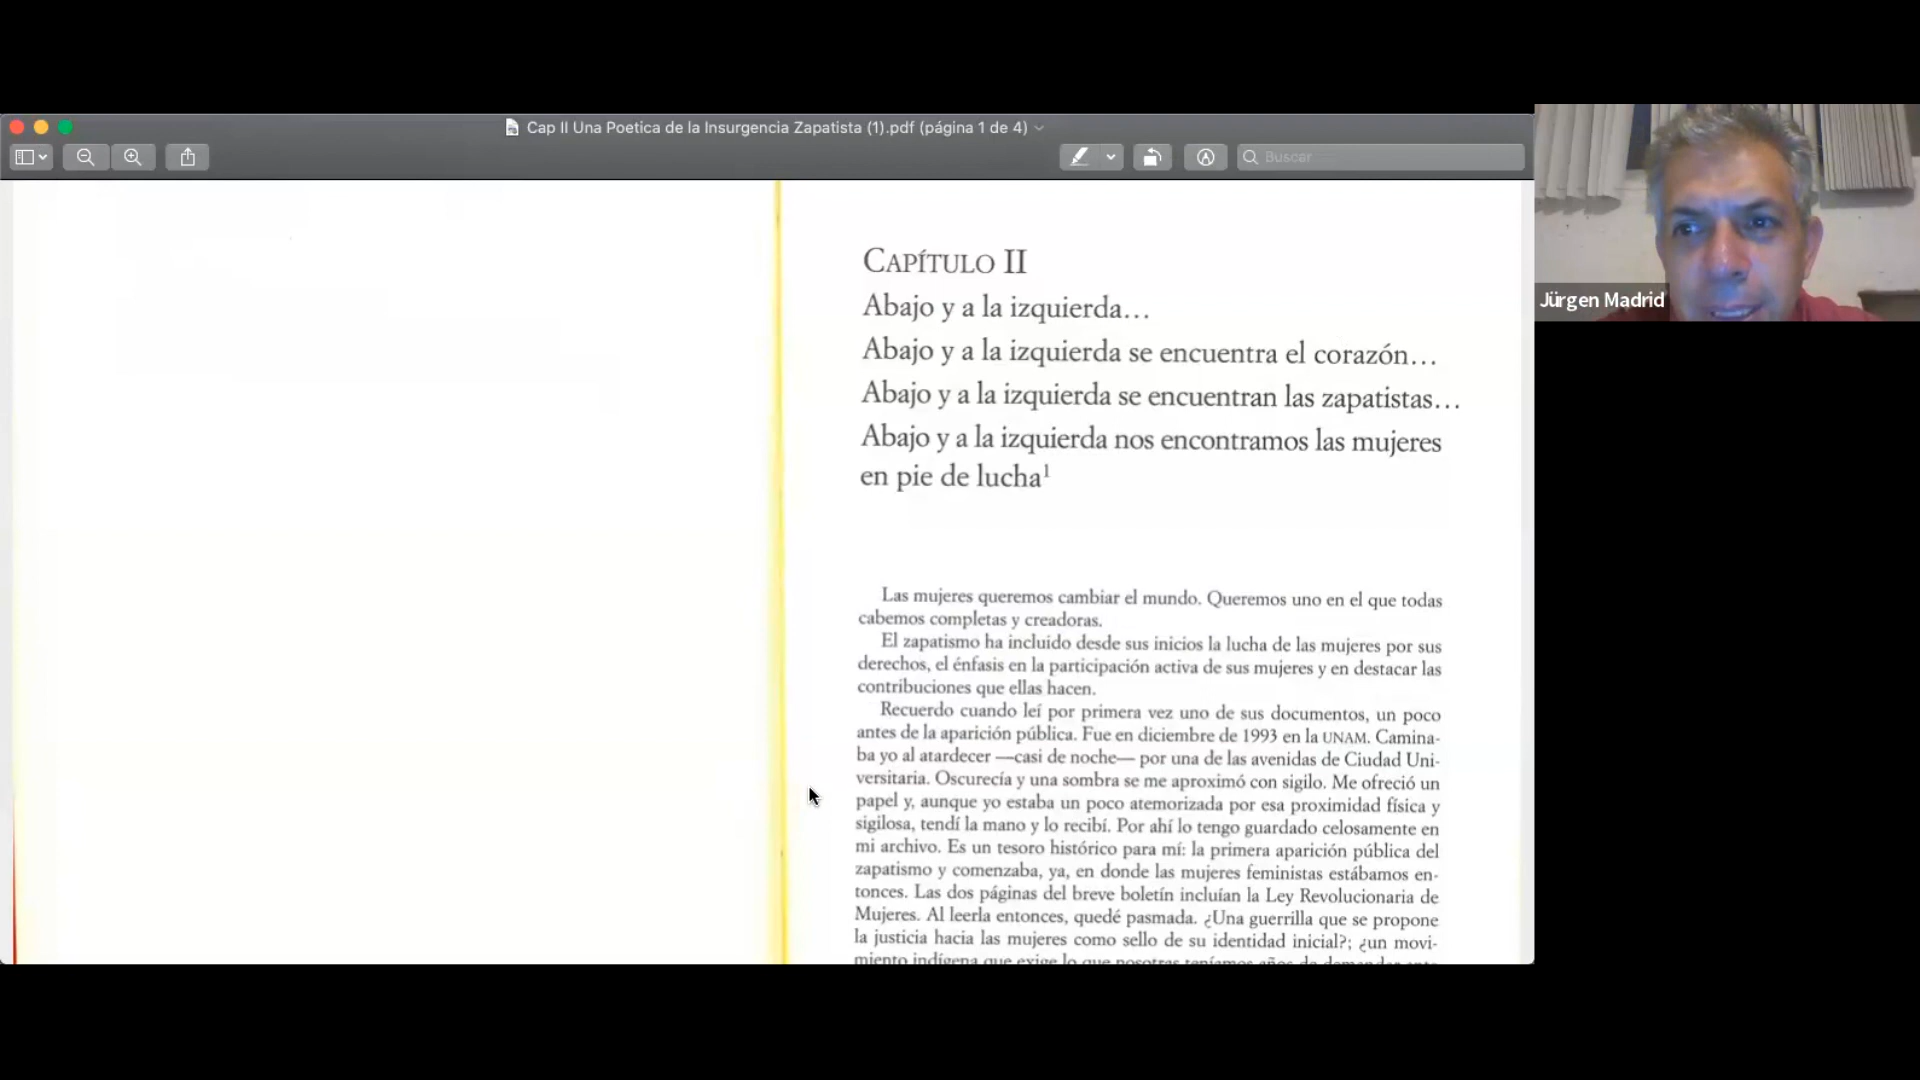 Cap II Una Poetica de la Insurgencia Zapatista (1).pdf (página 1 de 4)
Buscar
Jürgen Madrid
CAPÍTULO II
Abajo y a la izquierda…
Abajo y a la izquierda se encuentra el corazón…
Abajo y a la izquierda se encuentran las zapatistas…
Abajo y a la izquierda nos encontramos las mujeres
en pie de lucha¹
Las mujeres queremos cambiar el mundo. Queremos uno en el que todas
cabemos completas y creadoras.
El zapatismo ha incluido desde sus inicios la lucha de las mujeres por sus
derechos, el énfasis en la participación activa de sus mujeres y en destacar las
contribuciones que ellas hacen.
Recuerdo cuando leí por primera vez uno de sus documentos, un poco
antes de la aparición pública. Fue en diciembre de 1993 en la UNAM. Camina-
ba yo al atardecer —casi de noche— por una de las avenidas de Ciudad Uni-
versitaria. Oscurecía y una sombra se me aproximó con sigilo. Me ofreció un
papel y, aunque yo estaba un poco atemorizada por esa proximidad física y
sigilosa, tendí la mano y lo recibí. Por ahí lo tengo guardado celosamente en
mi archivo. Es un tesoro histórico para mí: la primera aparición pública del
zapatismo y comenzaba, ya, en donde las mujeres feministas estábamos en-
tonces. Las dos páginas del breve boletín incluían la Ley Revolucionaria de
Mujeres. Al leerla entonces, quedé pasmada. ¿Una guerrilla que se propone
la justicia hacia las mujeres como sello de su identidad inicial?; ¿un movi-
miento indígena que exige lo que nosotras teníamos años de demandar ante